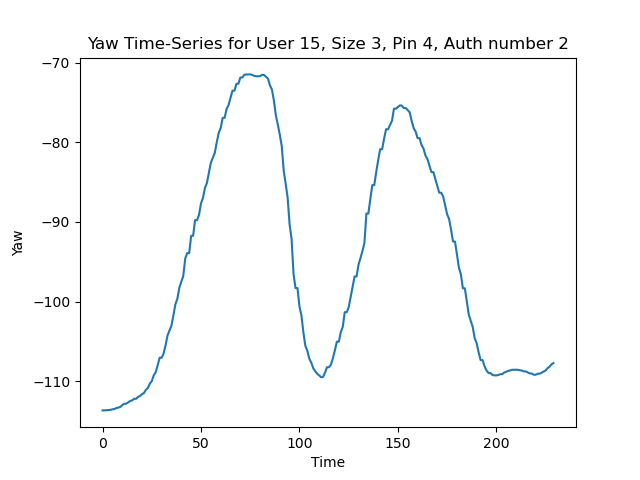 Yaw Time-Series for User 15, Size 3, Pin 4, Auth number 2
−70
−80
−90
−100
−110
Yaw
0 50 100 150 200
Time